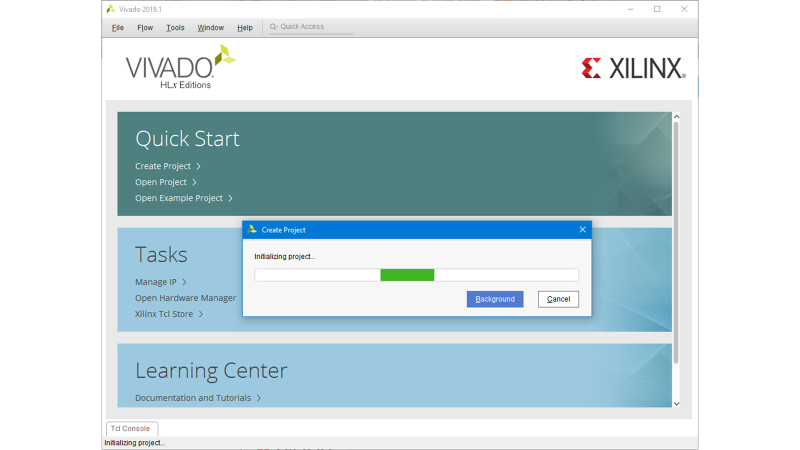 Vivado 2019.1
File Flow Tools Window Help Quick Access
VIVADO.
HLx Editions
XILINX.
Quick Start
Create Project >
Open Project >
Open Example Project >
Tasks
Manage IP >
Open Hardware Manager
Xilinx Tcl Store >
Create Project
Initializing project...
Background Cancel
Learning Center
Documentation and Tutorials >
Tcl Console
Initializing project...